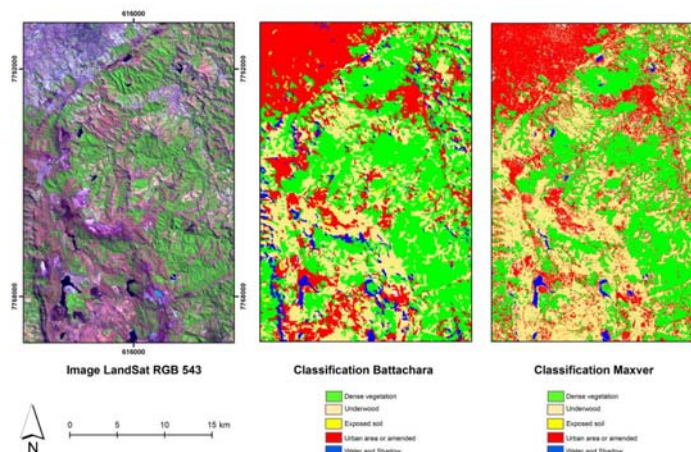 616000
7792000
7792000
7768000
7768000
616000
Image LandSat RGB 543
Classification Battachara
Classification Maxver
Dense vegetation
Underwood
Exposed soil
Urban area or amended
Water and Shadow
Dense vegetation
Underwood
Exposed soil
Urban area or amended
Water and Shadow
0 5 10 15 km
N